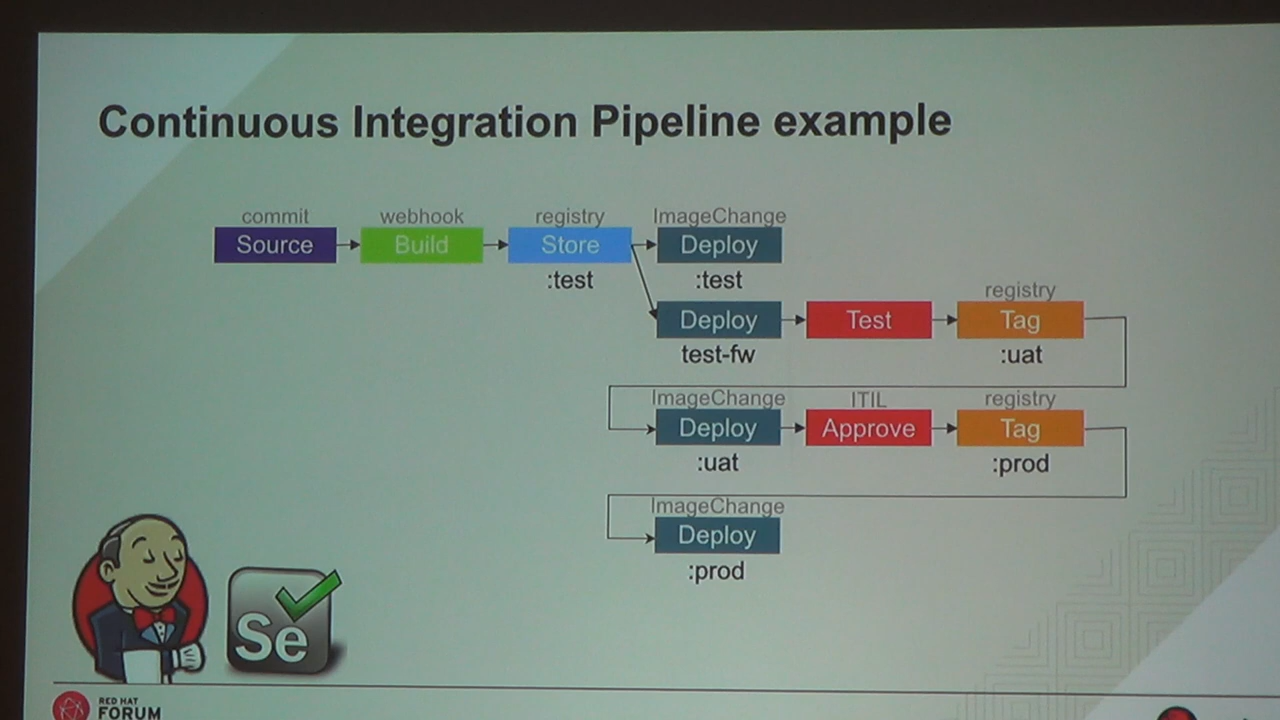 Continuous Integration Pipeline example
commit webhook registry ImageChange
Source Build Store Deploy
:test :test
registry
Deploy Test Tag
test-fw :uat
ImageChange ITIL registry
Deploy Approve Tag
:uat :prod
ImageChange
Deploy
:prod
Se
RED HAT
FORUM